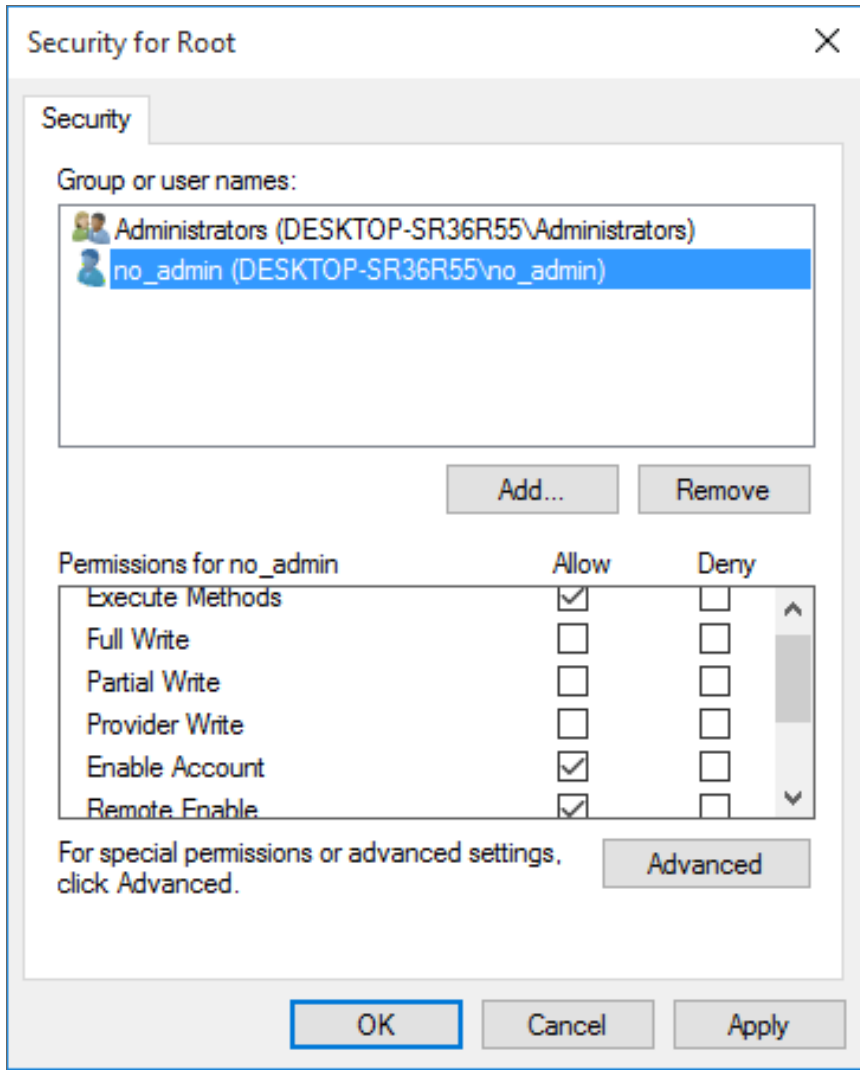 Security for Root
Security
Group or user names:
Administrators (DESKTOP-SR36R55\Administrators)
no_admin (DESKTOP-SR36R55\no_admin)
Add...
Remove
Permissions for no_admin
Allow
Deny
Execute Methods
Full Write
Partial Write
Provider Write
Enable Account
Remote Enable
For special permissions or advanced settings,
click Advanced.
Advanced
OK
Cancel
Apply